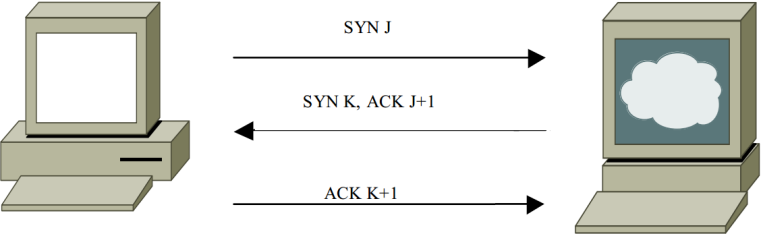 SYN J
SYN K, ACK J+1
ACK K+1